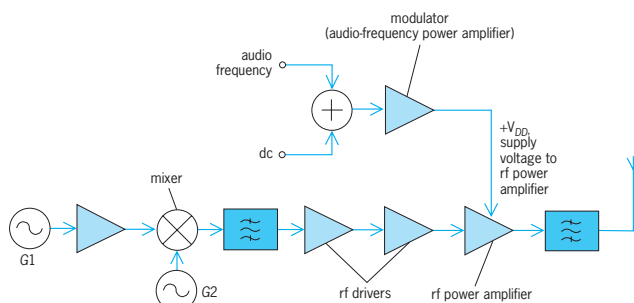 modulator
(audio-frequency power amplifier)
audio
frequency
+
dc
+V_DD,
supply
voltage to
rf power
amplifier
mixer
G1
G2
rf drivers
rf power amplifier